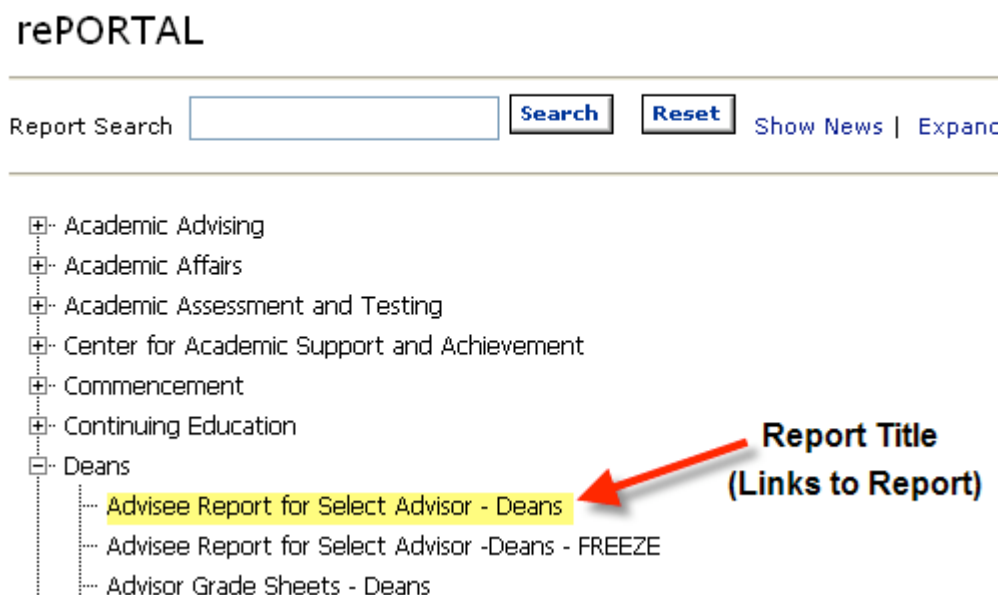 rePORTAL
Report Search Search Reset Show News | Expand
Academic Advising
Academic Affairs
Academic Assessment and Testing
Center for Academic Support and Achievement
Commencement
Continuing Education
Deans
Report Title
(Links to Report)
Advisee Report for Select Advisor - Deans
Advisee Report for Select Advisor -Deans - FREEZE
Advisor Grade Sheets - Deans